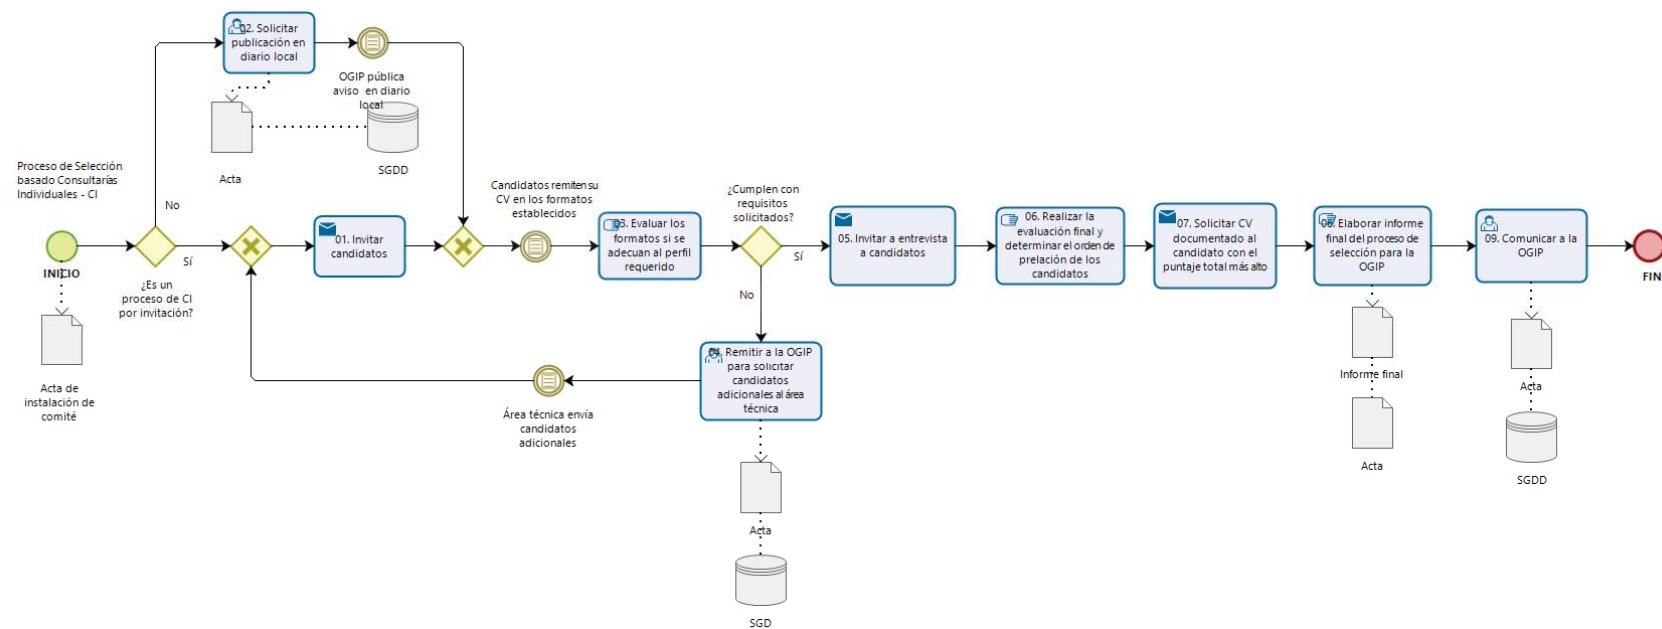 02. Solicitar
publicación en
diario local
OGIP pública
aviso en diario
local
Acta
SGDD
Proceso de Selección
basado Consultarías
Individuales - CI
INICIO
Acta de
instalación de
comité
No
Sí
¿Es un
proceso de CI
por invitación?
01. Invitar
candidatos
Candidatos remiten su
CV en los formatos
establecidos
03. Evaluar los
formatos si se
adecuan al perfil
requerido
¿Cumplen con
requisitos
solicitados?
Sí
No
04. Remitir a la OGIP
para solicitar
candidatos
adicionales al área
técnica
Área técnica envía
candidatos
adicionales
Acta
SGD
05. Invitar a entrevista
a candidatos
06. Realizar la
evaluación final y
determinar el orden de
prelación de los
candidatos
07. Solicitar CV
documentado al
candidato con el
puntaje total más alto
08. Elaborar informe
final del proceso de
selección para la
OGIP
Informe final
Acta
09. Comunicar a la
OGIP
Acta
SGDD
FIN